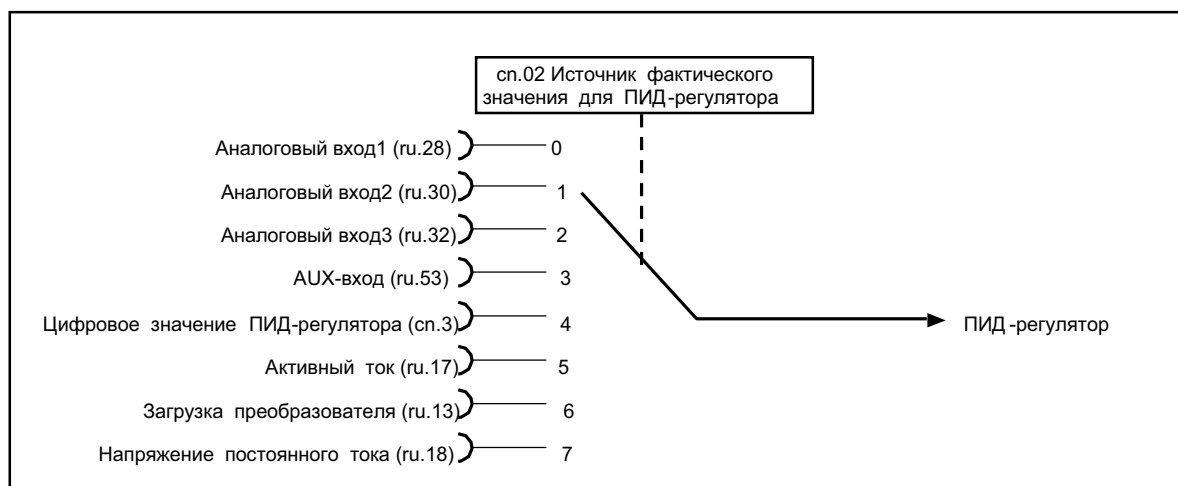 cn.02 Источник фактического
значения для ПИД-регулятора
Аналоговый вход1 (ru.28) 0
Аналоговый вход2 (ru.30) 1
Аналоговый вход3 (ru.32) 2
AUX-вход (ru.53) 3
Цифровое значение ПИД-регулятора (cn.3) 4
ПИД-регулятор
Активный ток (ru.17) 5
Загрузка преобразователя (ru.13) 6
Напряжение постоянного тока (ru.18) 7